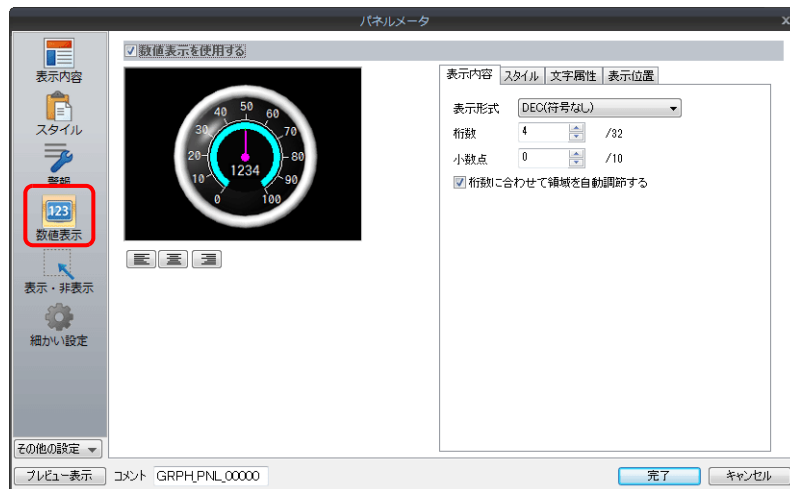 パネルメータ
x
表示内容
スタイル
警報
123
数値表示
表示・非表示
細かい設定
その他の設定
数値表示を使用する
0
10
20
30
40
50
60
70
80
90
100
1234
表示内容 スタイル 文字属性 表示位置
表示形式 DEC(符号なし)
桁数 4 /32
小数点 0 /10
桁数に合わせて領域を自動調節する
プレビュー表示 コメント GRPH_PNL_00000 完了 キャンセル